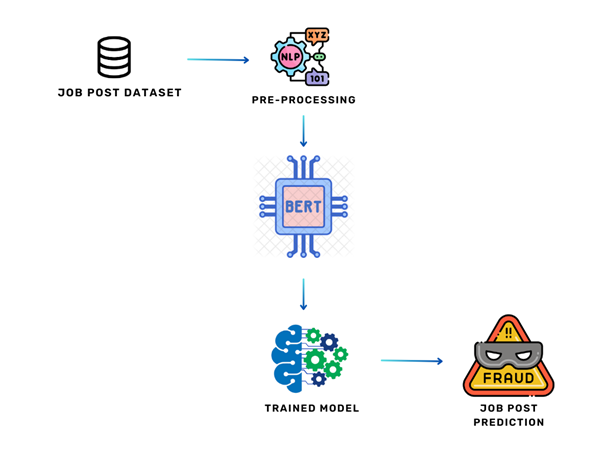 XYZ
NLP
101
JOB POST DATASET
PRE-PROCESSING
BERT
TRAINED MODEL
!!
FRAUD
JOB POST
PREDICTION